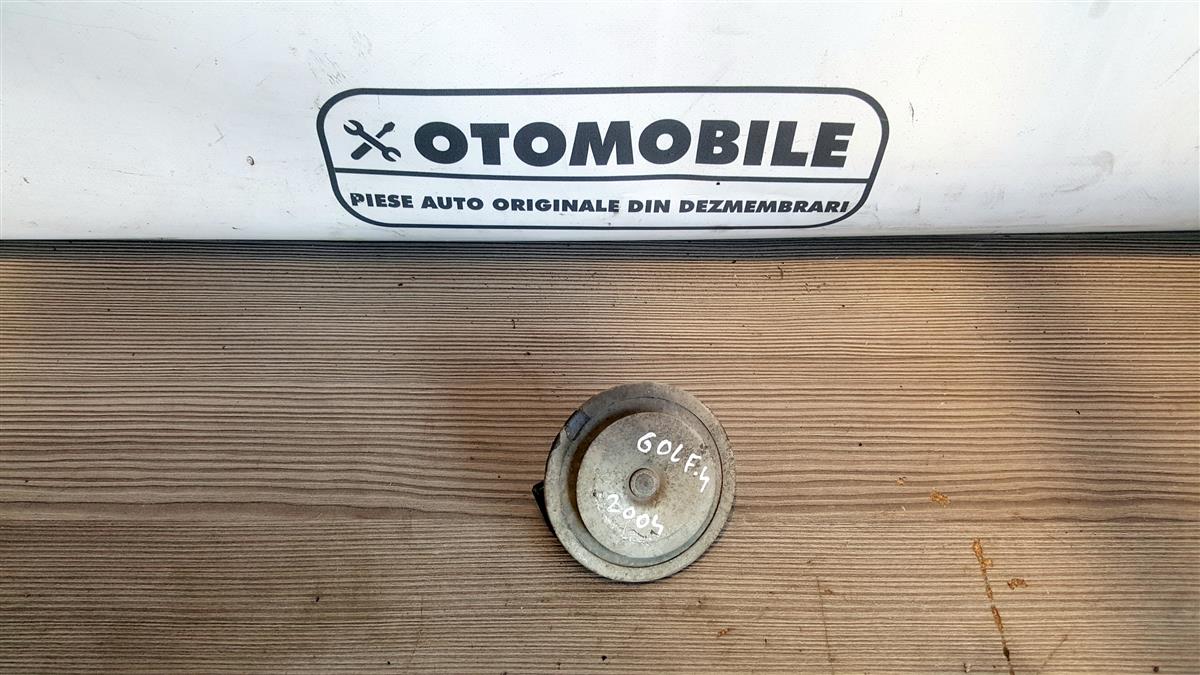 OTOMOBILE
PIESE AUTO ORIGINALE DIN DEZMEMBRARI
GOLF.4
2004